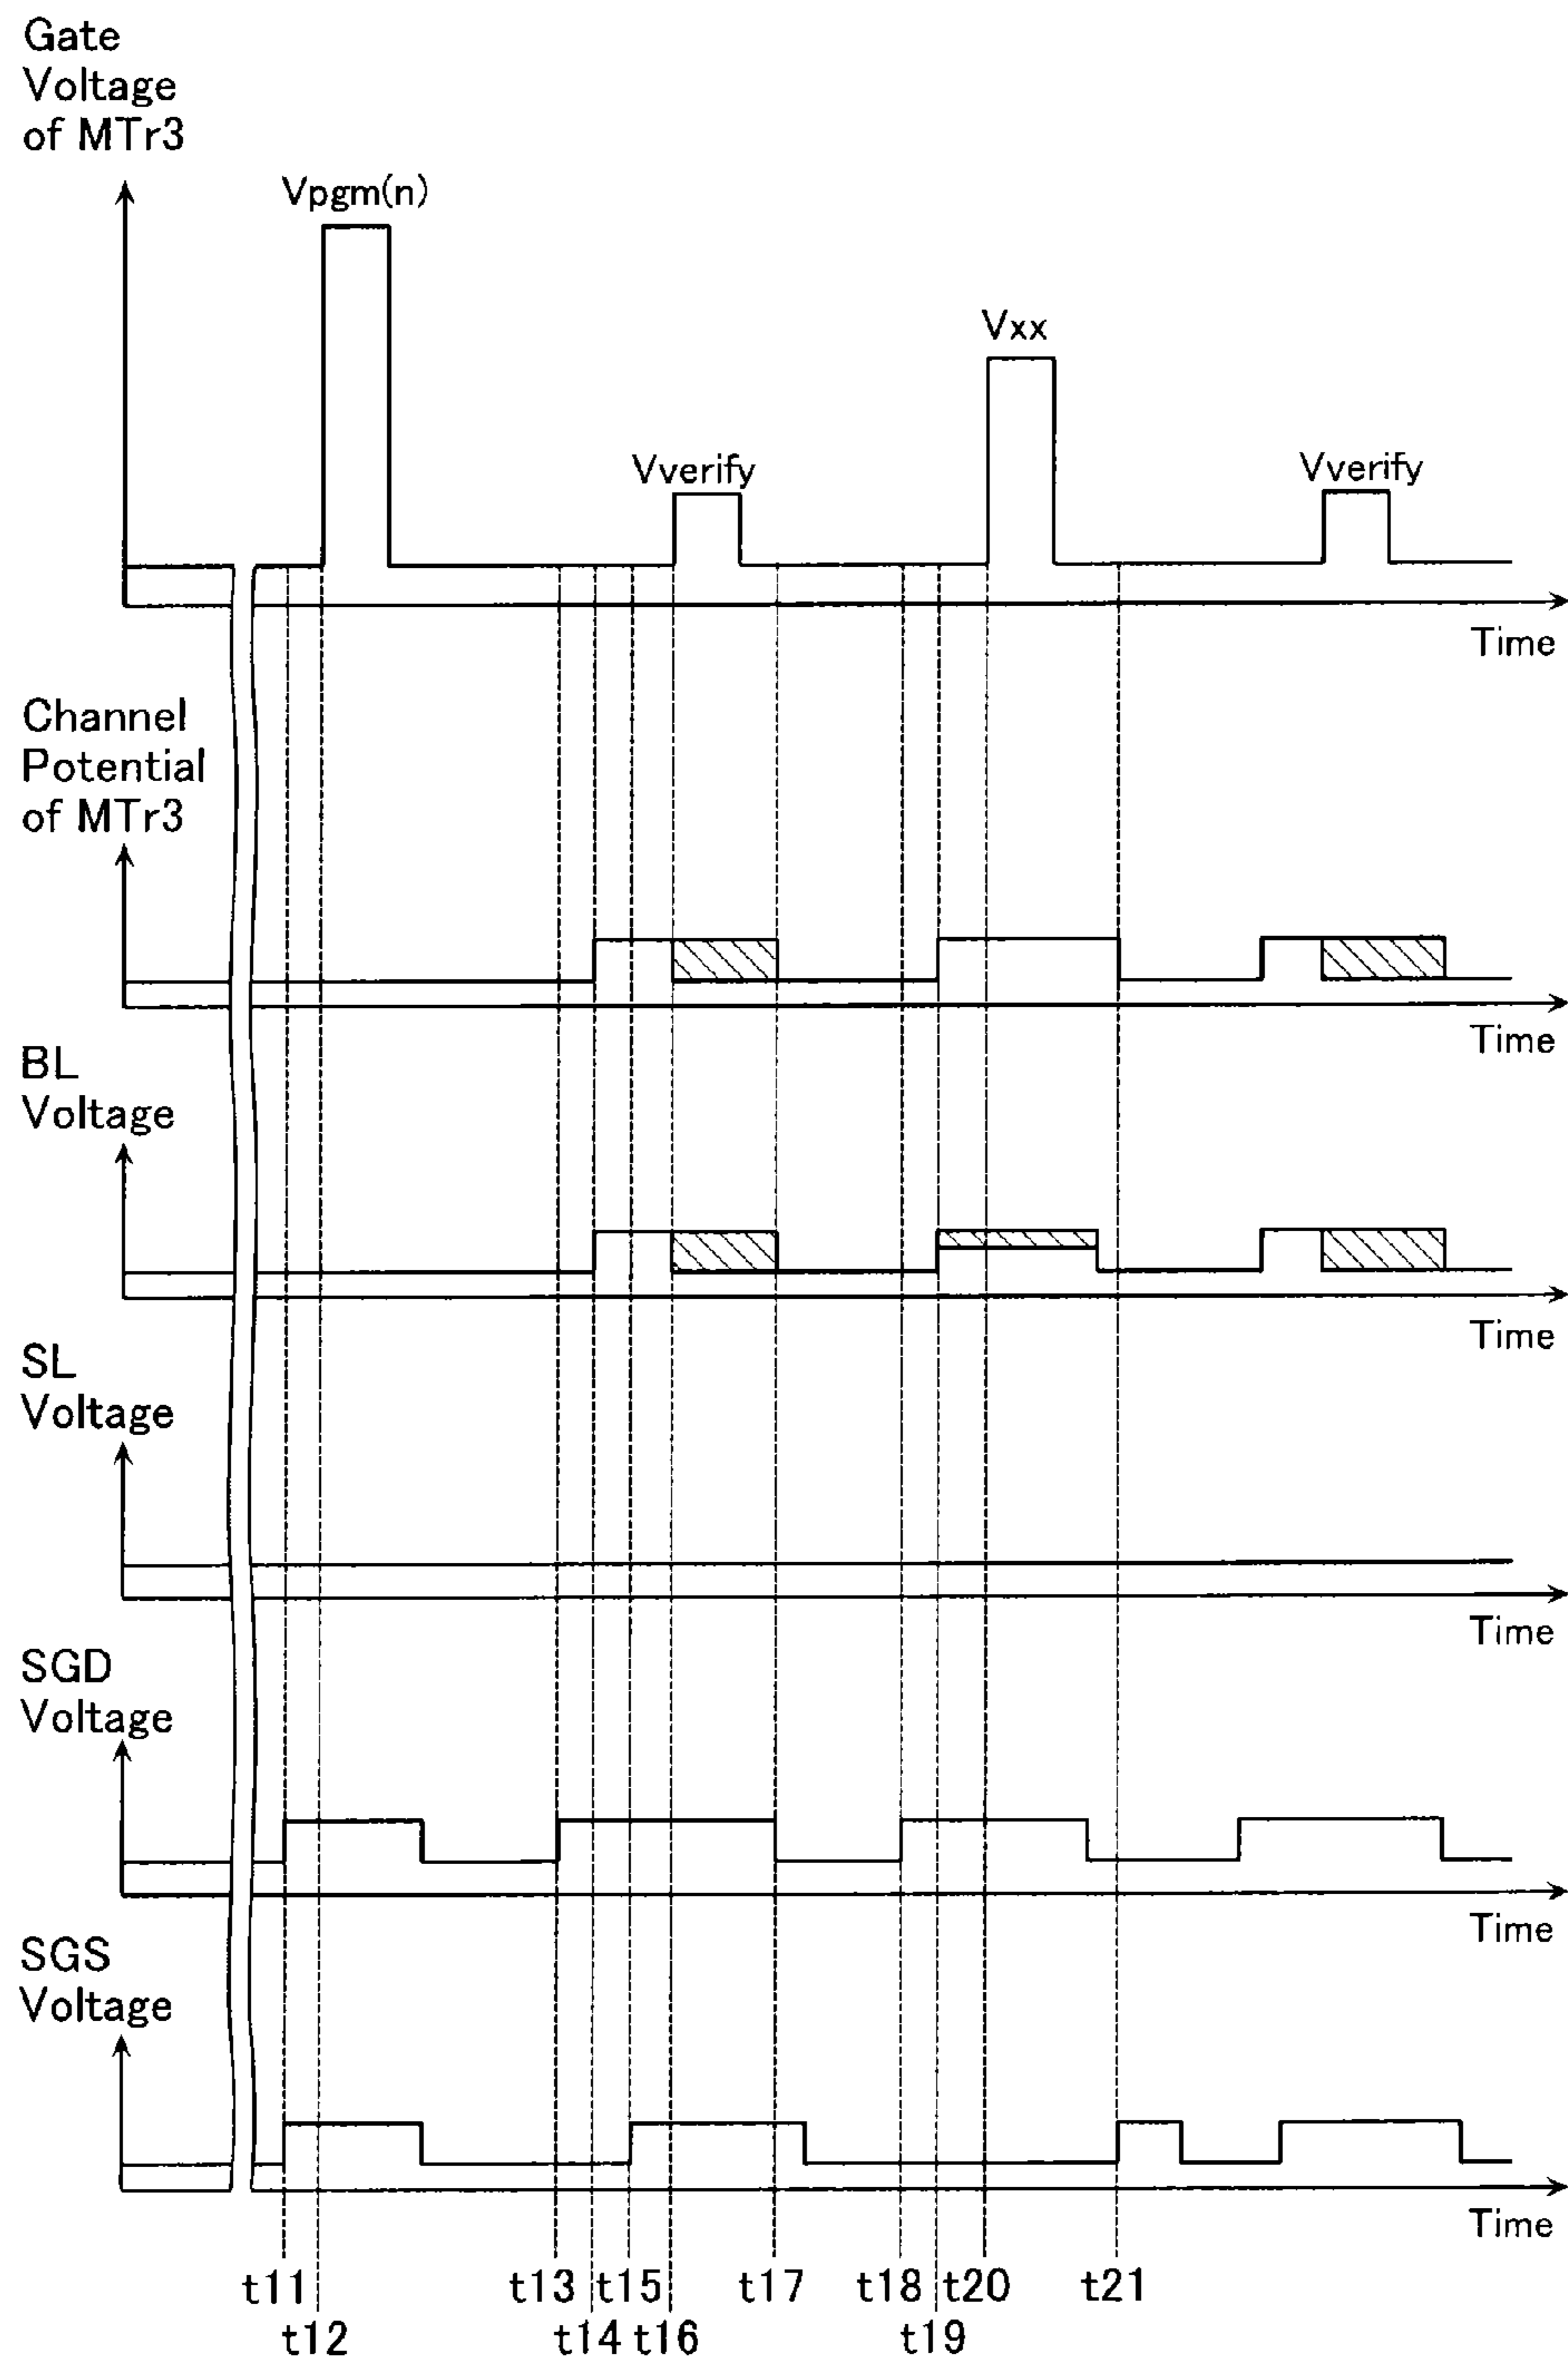 Gate
Voltage
of MTr3
Vpgm(n)
Vxx
Vverify
Vverify
Time
Channel
Potential
of MTr3
Time
BL
Voltage
Time
SL
Voltage
Time
SGD
Voltage
Time
SGS
Voltage
Time
t11
t13
t15
t17
t18
t20
t21
t12
t14
t16
t19